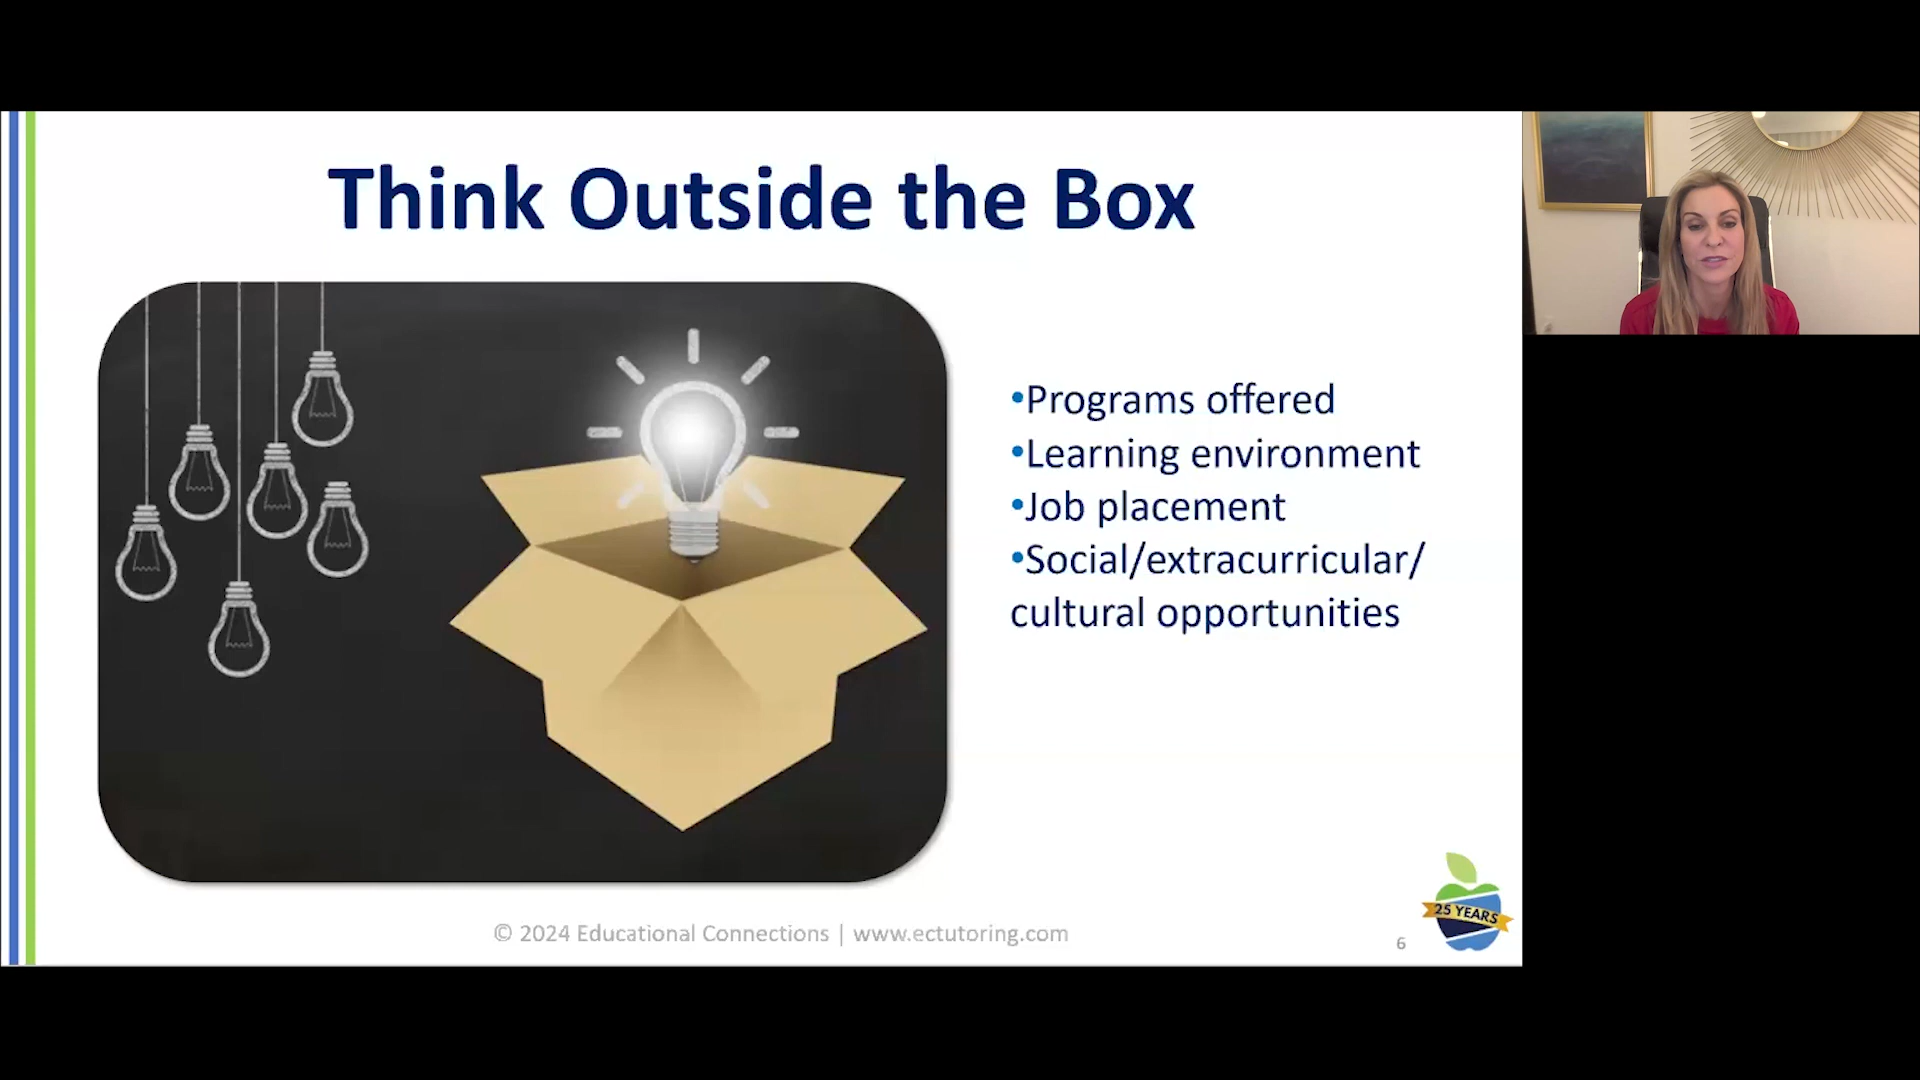 Think Outside the Box
•Programs offered
•Learning environment
•Job placement
•Social/extracurricular/
cultural opportunities
© 2024 Educational Connections | www.ectutoring.com
6
25 YEARS